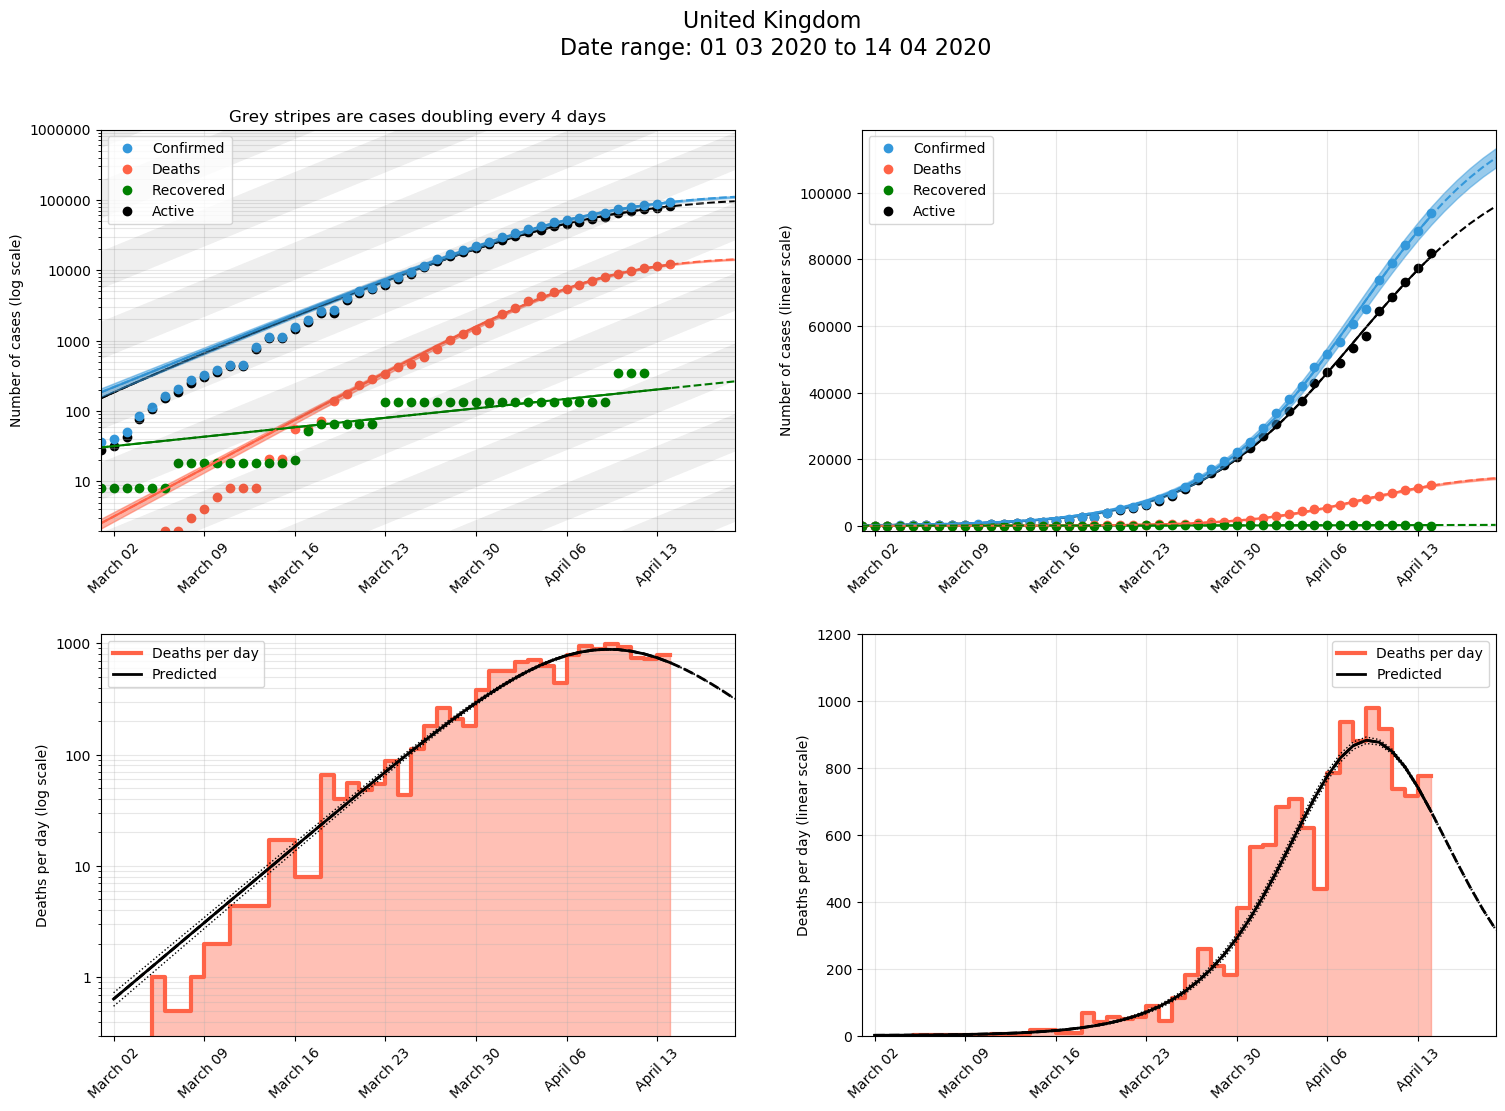 United Kingdom
Date range: 01 03 2020 to 14 04 2020
Grey stripes are cases doubling every 4 days
Number of cases (log scale)
1000000
100000
10000
1000
100
10
Confirmed
Deaths
Recovered
Active
March 02
March 09
March 16
March 23
March 30
April 06
April 13
Number of cases (linear scale)
100000
80000
60000
40000
20000
0
Confirmed
Deaths
Recovered
Active
March 02
March 09
March 16
March 23
March 30
April 06
April 13
Deaths per day (log scale)
1000
100
10
1
Deaths per day
Predicted
March 02
March 09
March 16
March 23
March 30
April 06
April 13
Deaths per day (linear scale)
1200
1000
800
600
400
200
0
Deaths per day
Predicted
March 02
March 09
March 16
March 23
March 30
April 06
April 13